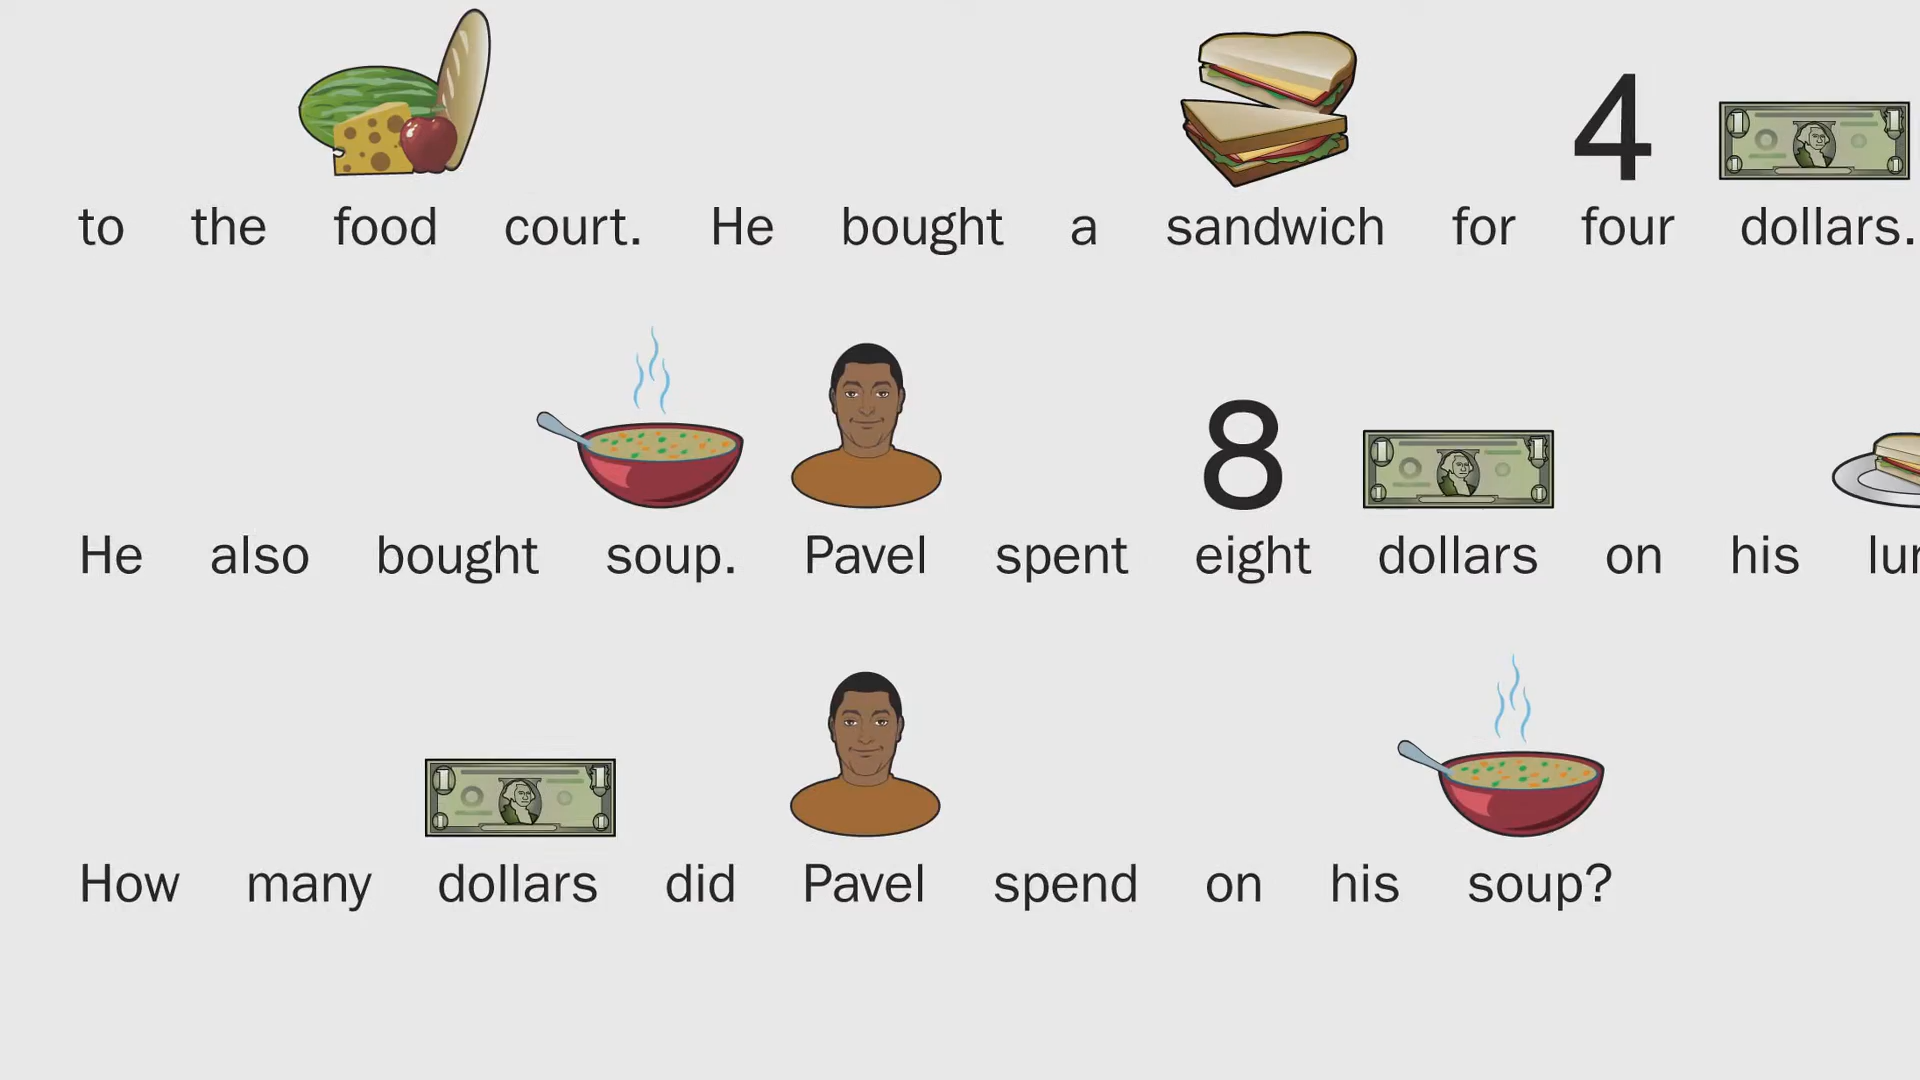 4
to the food court. He bought a sandwich for four dollars.
8
He also bought soup. Pavel spent eight dollars on his
How many dollars did Pavel spend on his soup?